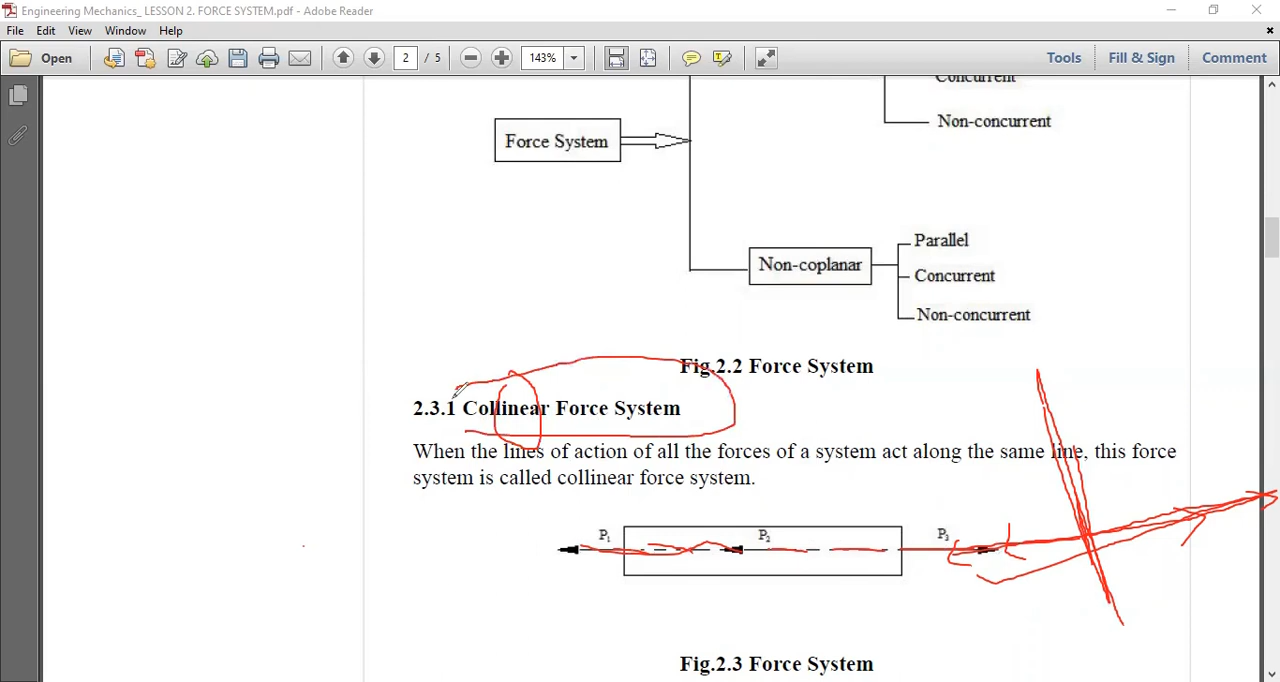 Engineering Mechanics_ LESSON 2. FORCE SYSTEM.pdf - Adobe Reader
File Edit View Window Help
Open 2 / 5 143% Tools Fill & Sign Comment
Concurrent
Non-concurrent
Force System
Parallel
Non-coplanar
Concurrent
Non-concurrent
Fig.2.2 Force System
2.3.1 Collinear Force System
When the lines of action of all the forces of a system act along the same line, this force
system is called collinear force system.
P1 P2 P3
Fig.2.3 Force System